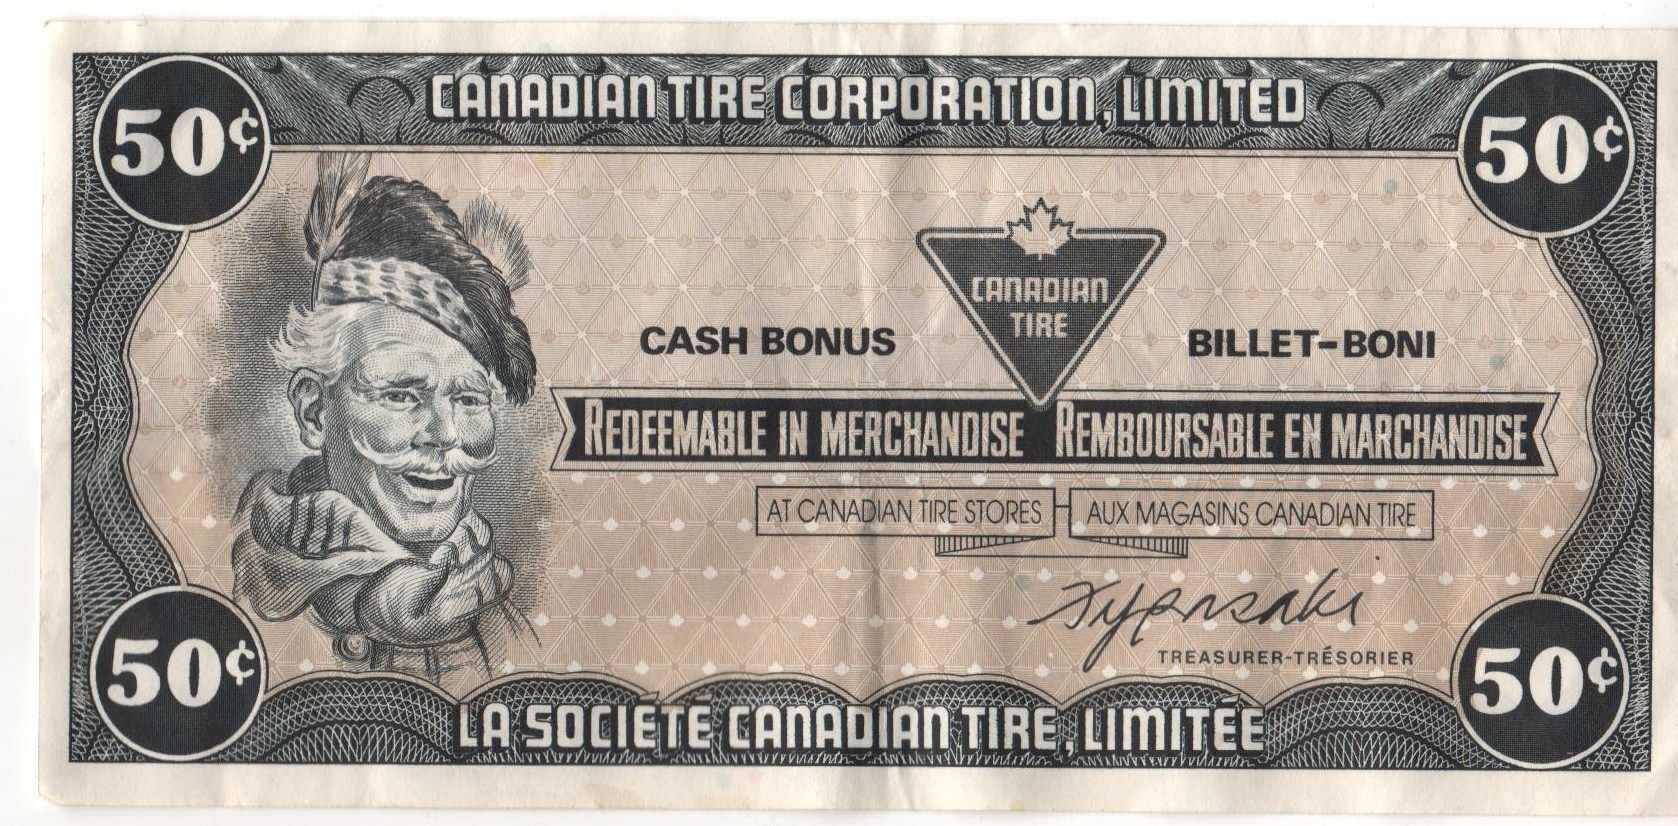 CANADIAN TIRE CORPORATION, LIMITED
50¢
50¢
CANADIAN
TIRE
CASH BONUS
BILLET-BONI
REDEEMABLE IN MERCHANDISE
REMBOURSABLE EN MARCHANDISE
AT CANADIAN TIRE STORES
AUX MAGASINS CANADIAN TIRE
TREASURER-TRÉSORIER
50¢
50¢
LA SOCIÉTÉ CANADIAN TIRE, LIMITÉE